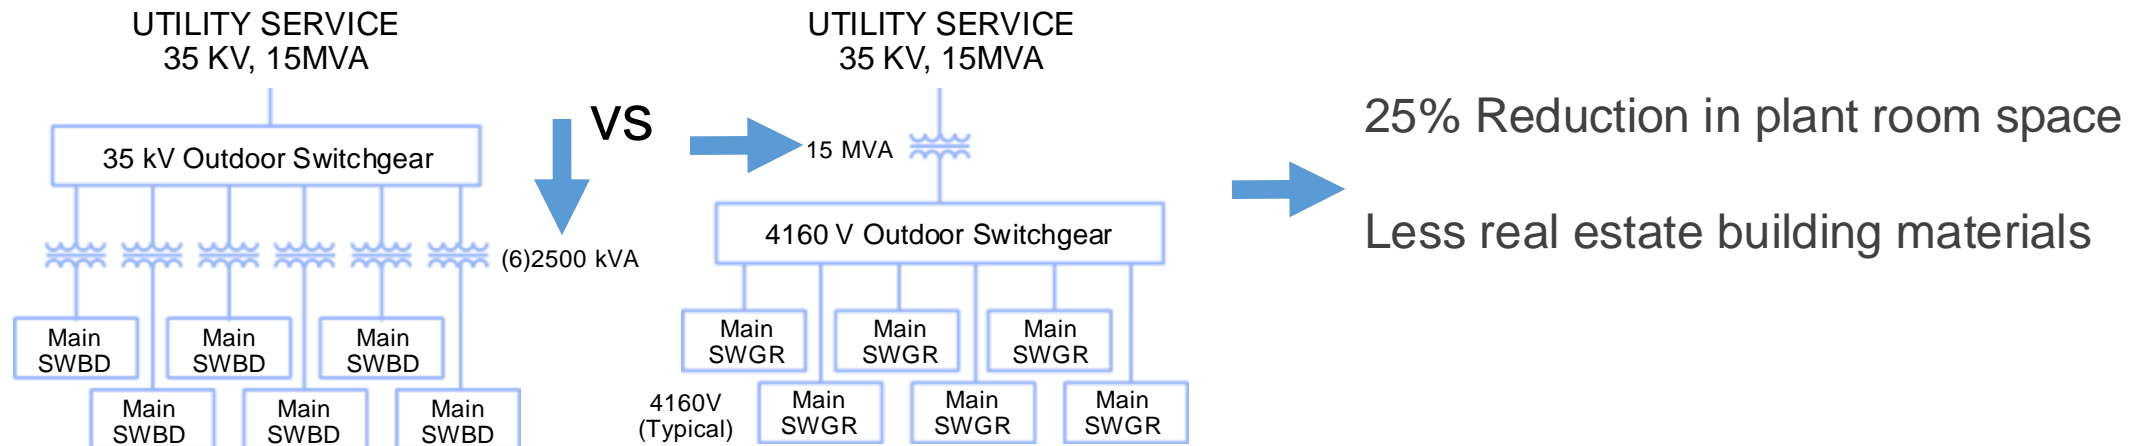 UTILITY SERVICE
35 KV, 15MVA
35 kV Outdoor Switchgear
(6)2500 kVA
Main
SWBD
Main
SWBD
Main
SWBD
Main
SWBD
Main
SWBD
Main
SWBD
VS
UTILITY SERVICE
35 KV, 15MVA
15 MVA
4160 V Outdoor Switchgear
Main
SWGR
Main
SWGR
Main
SWGR
4160V
(Typical)
Main
SWGR
Main
SWGR
Main
SWGR
25% Reduction in plant room space
Less real estate building materials